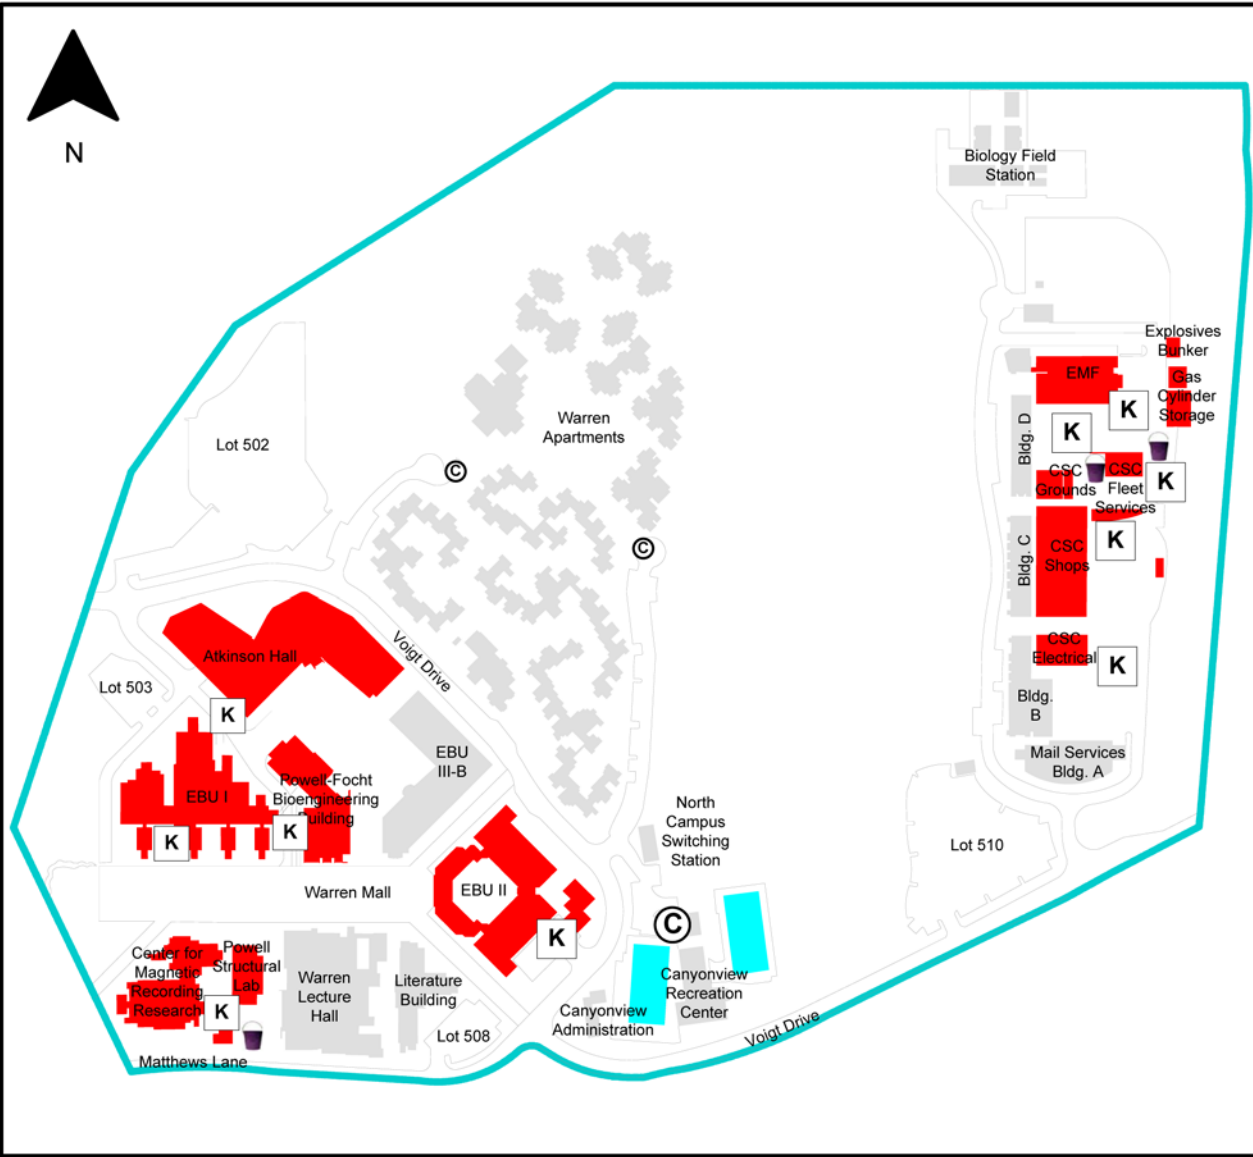 N
Biology Field
Station
Explosives
Bunker
EMF
Gas
Cylinder
Storage
K
K
Bldg. D
CSC
Grounds
CSC
Fleet
Services
K
K
Bldg. C
CSC
Shops
CSC
Electrical
K
Bldg.
B
Mail Services
Bldg. A
Lot 510
Warren
Apartments
Lot 502
C
C
Voigt Drive
Atkinson Hall
Lot 503
K
EBU
III-B
EBU I
Powell-Focht
Bioengineering
Building
K
K
North
Campus
Switching
Station
Warren Mall
EBU II
K
C
Center for
Magnetic
Recording
Research
Powell
Structural
Lab
K
Warren
Lecture
Hall
Literature
Building
Lot 508
Canyonview
Administration
Canyonview
Recreation
Center
Voigt Drive
Matthews Lane